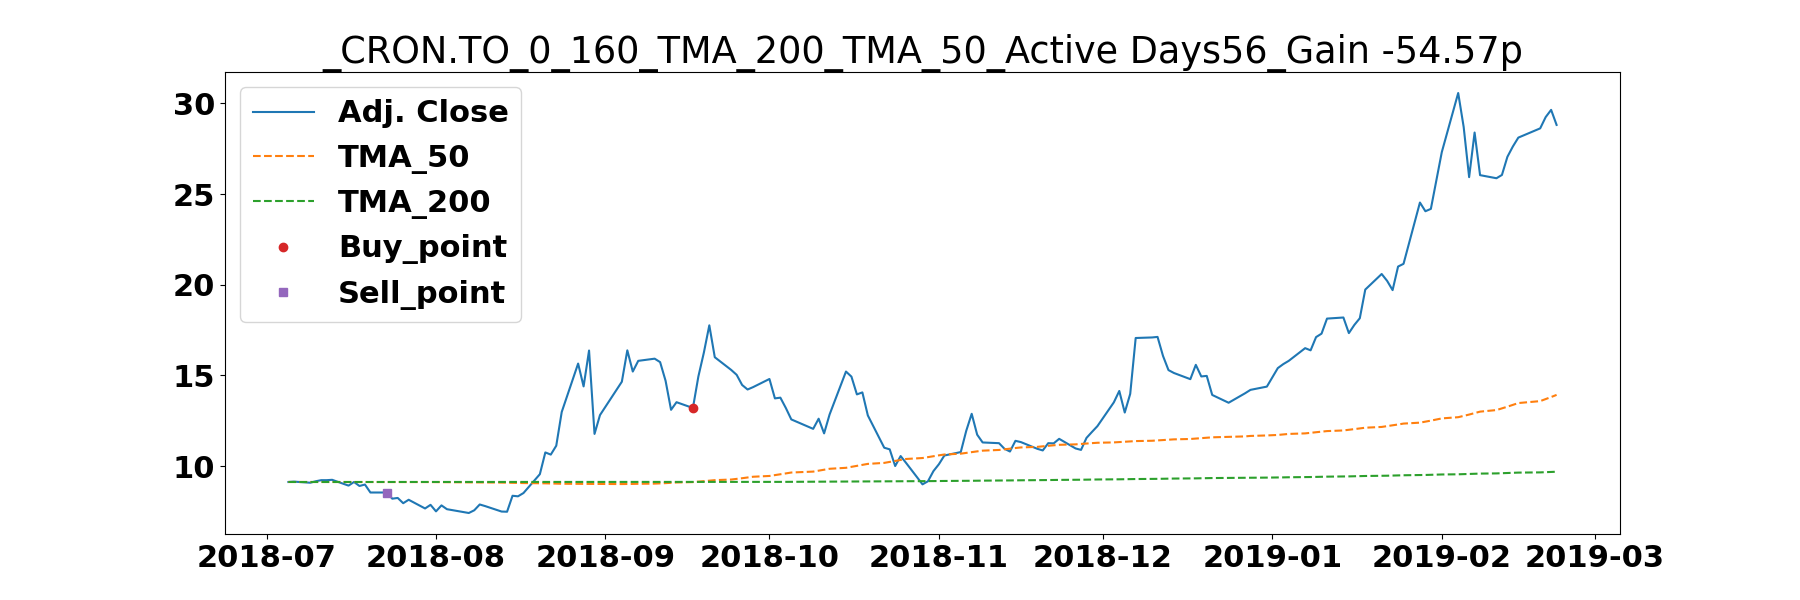 _CRON.TO_0_160_TMA_200_TMA_50_Active Days56_Gain -54.57p
30
25
20
15
10
Adj. Close
TMA_50
TMA_200
Buy_point
Sell_point
2018-07 2018-08 2018-09 2018-10 2018-11 2018-12 2019-01 2019-02 2019-03